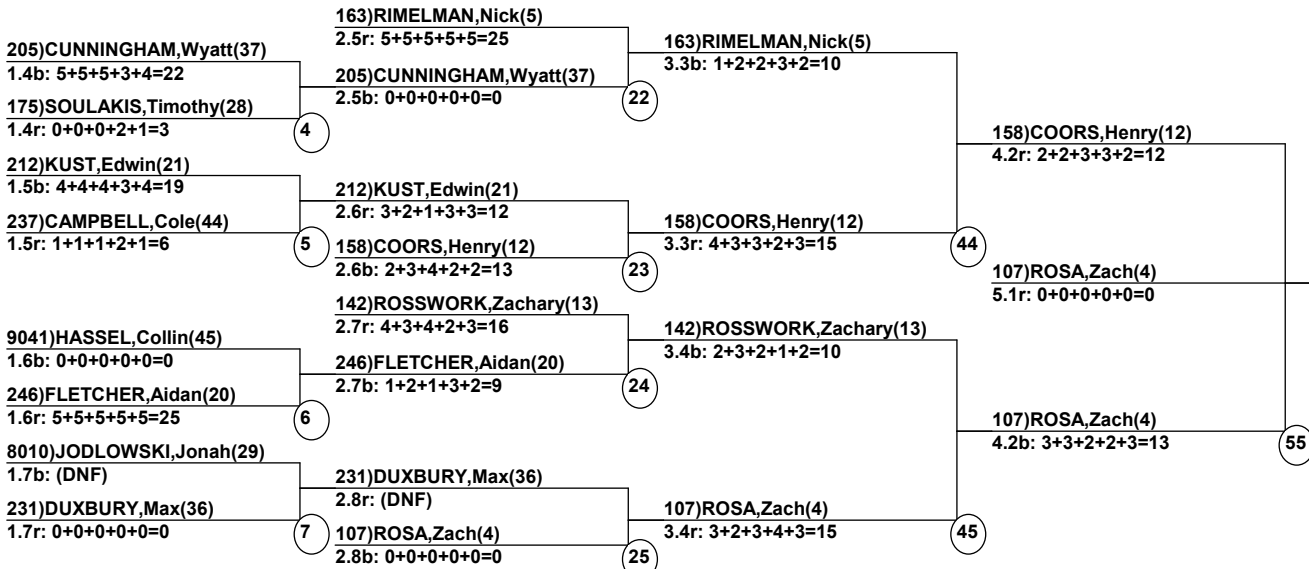 205)CUNNINGHAM,Wyatt(37)
1.4b: 5+5+5+3+4=22
175)SOULAKIS,Timothy(28)
1.4r: 0+0+0+2+1=3
4
212)KUST,Edwin(21)
1.5b: 4+4+4+3+4=19
237)CAMPBELL,Cole(44)
1.5r: 1+1+1+2+1=6
5
9041)HASSEL,Collin(45)
1.6b: 0+0+0+0+0=0
246)FLETCHER,Aidan(20)
1.6r: 5+5+5+5+5=25
6
8010)JODLOWSKI,Jonah(29)
1.7b: (DNF)
231)DUXBURY,Max(36)
1.7r: 0+0+0+0+0=0
7
163)RIMELMAN,Nick(5)
2.5r: 5+5+5+5+5=25
205)CUNNINGHAM,Wyatt(37)
2.5b: 0+0+0+0+0=0
22
212)KUST,Edwin(21)
2.6r: 3+2+1+3+3=12
158)COORS,Henry(12)
2.6b: 2+3+4+2+2=13
23
142)ROSSWORK,Zachary(13)
2.7r: 4+3+4+2+3=16
246)FLETCHER,Aidan(20)
2.7b: 1+2+1+3+2=9
24
231)DUXBURY,Max(36)
2.8r: (DNF)
107)ROSA,Zach(4)
2.8b: 0+0+0+0+0=0
25
163)RIMELMAN,Nick(5)
3.3b: 1+2+2+3+2=10
158)COORS,Henry(12)
3.3r: 4+3+3+2+3=15
44
142)ROSSWORK,Zachary(13)
3.4b: 2+3+2+1+2=10
107)ROSA,Zach(4)
3.4r: 3+2+3+4+3=15
45
158)COORS,Henry(12)
4.2r: 2+2+3+3+2=12
107)ROSA,Zach(4)
5.1r: 0+0+0+0+0=0
107)ROSA,Zach(4)
4.2b: 3+3+2+2+3=13
55